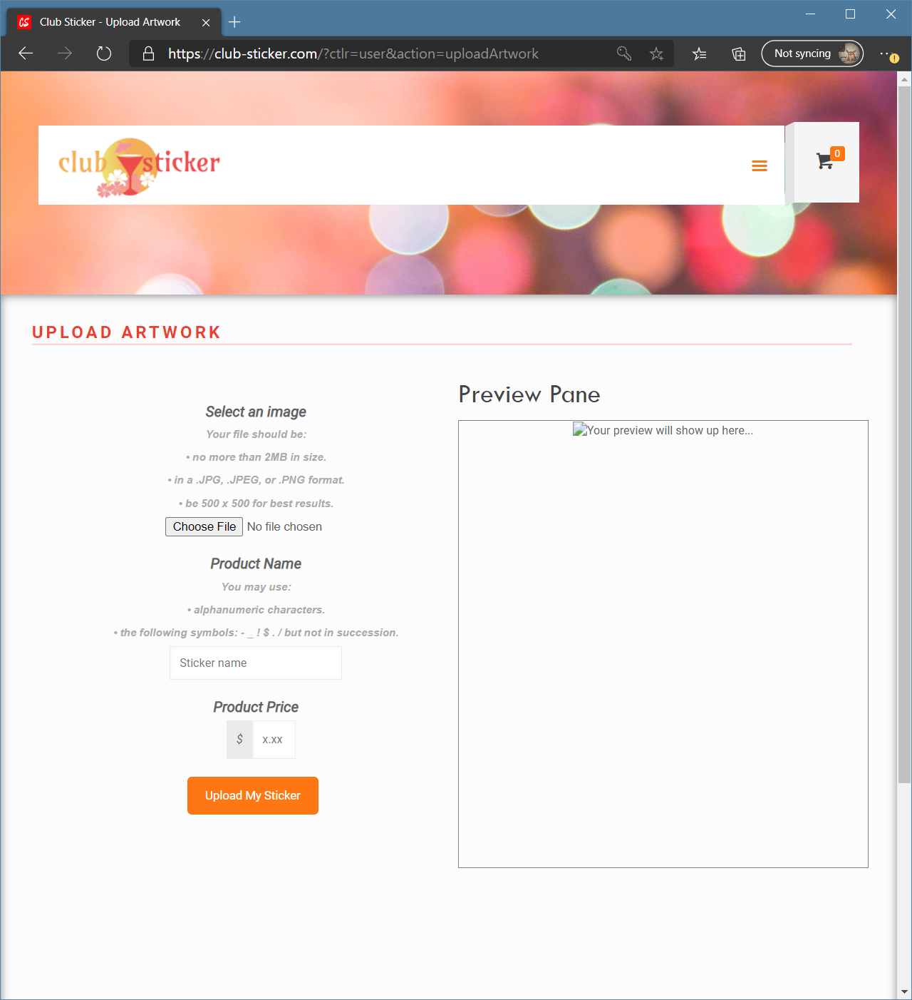 Club Sticker - Upload Artwork
https://club-sticker.com/?ctlr=user&action=uploadArtwork
Not syncing
club sticker
0
UPLOAD ARTWORK
Preview Pane
Your preview will show up here...
Select an image
Your file should be:
• no more than 2MB in size.
• in a .JPG, .JPEG, or .PNG format.
• be 500 x 500 for best results.
Choose File No file chosen
Product Name
You may use:
• alphanumeric characters.
• the following symbols: - _ ! $ . / but not in succession.
Sticker name
Product Price
$ x.xx
Upload My Sticker